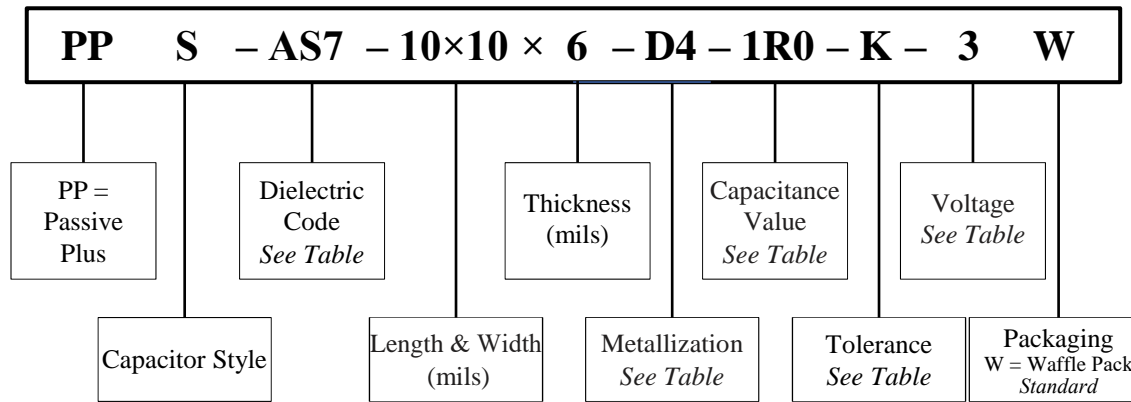 PP S – AS7 – 10×10 × 6 – D4 – 1R0 – K – 3 W
PP =
Passive
Plus
Dielectric
Code
See Table
Thickness
(mils)
Capacitance
Value
See Table
Voltage
See Table
Capacitor Style
Length & Width
(mils)
Metallization
See Table
Tolerance
See Table
Packaging
W = Waffle Pack
Standard